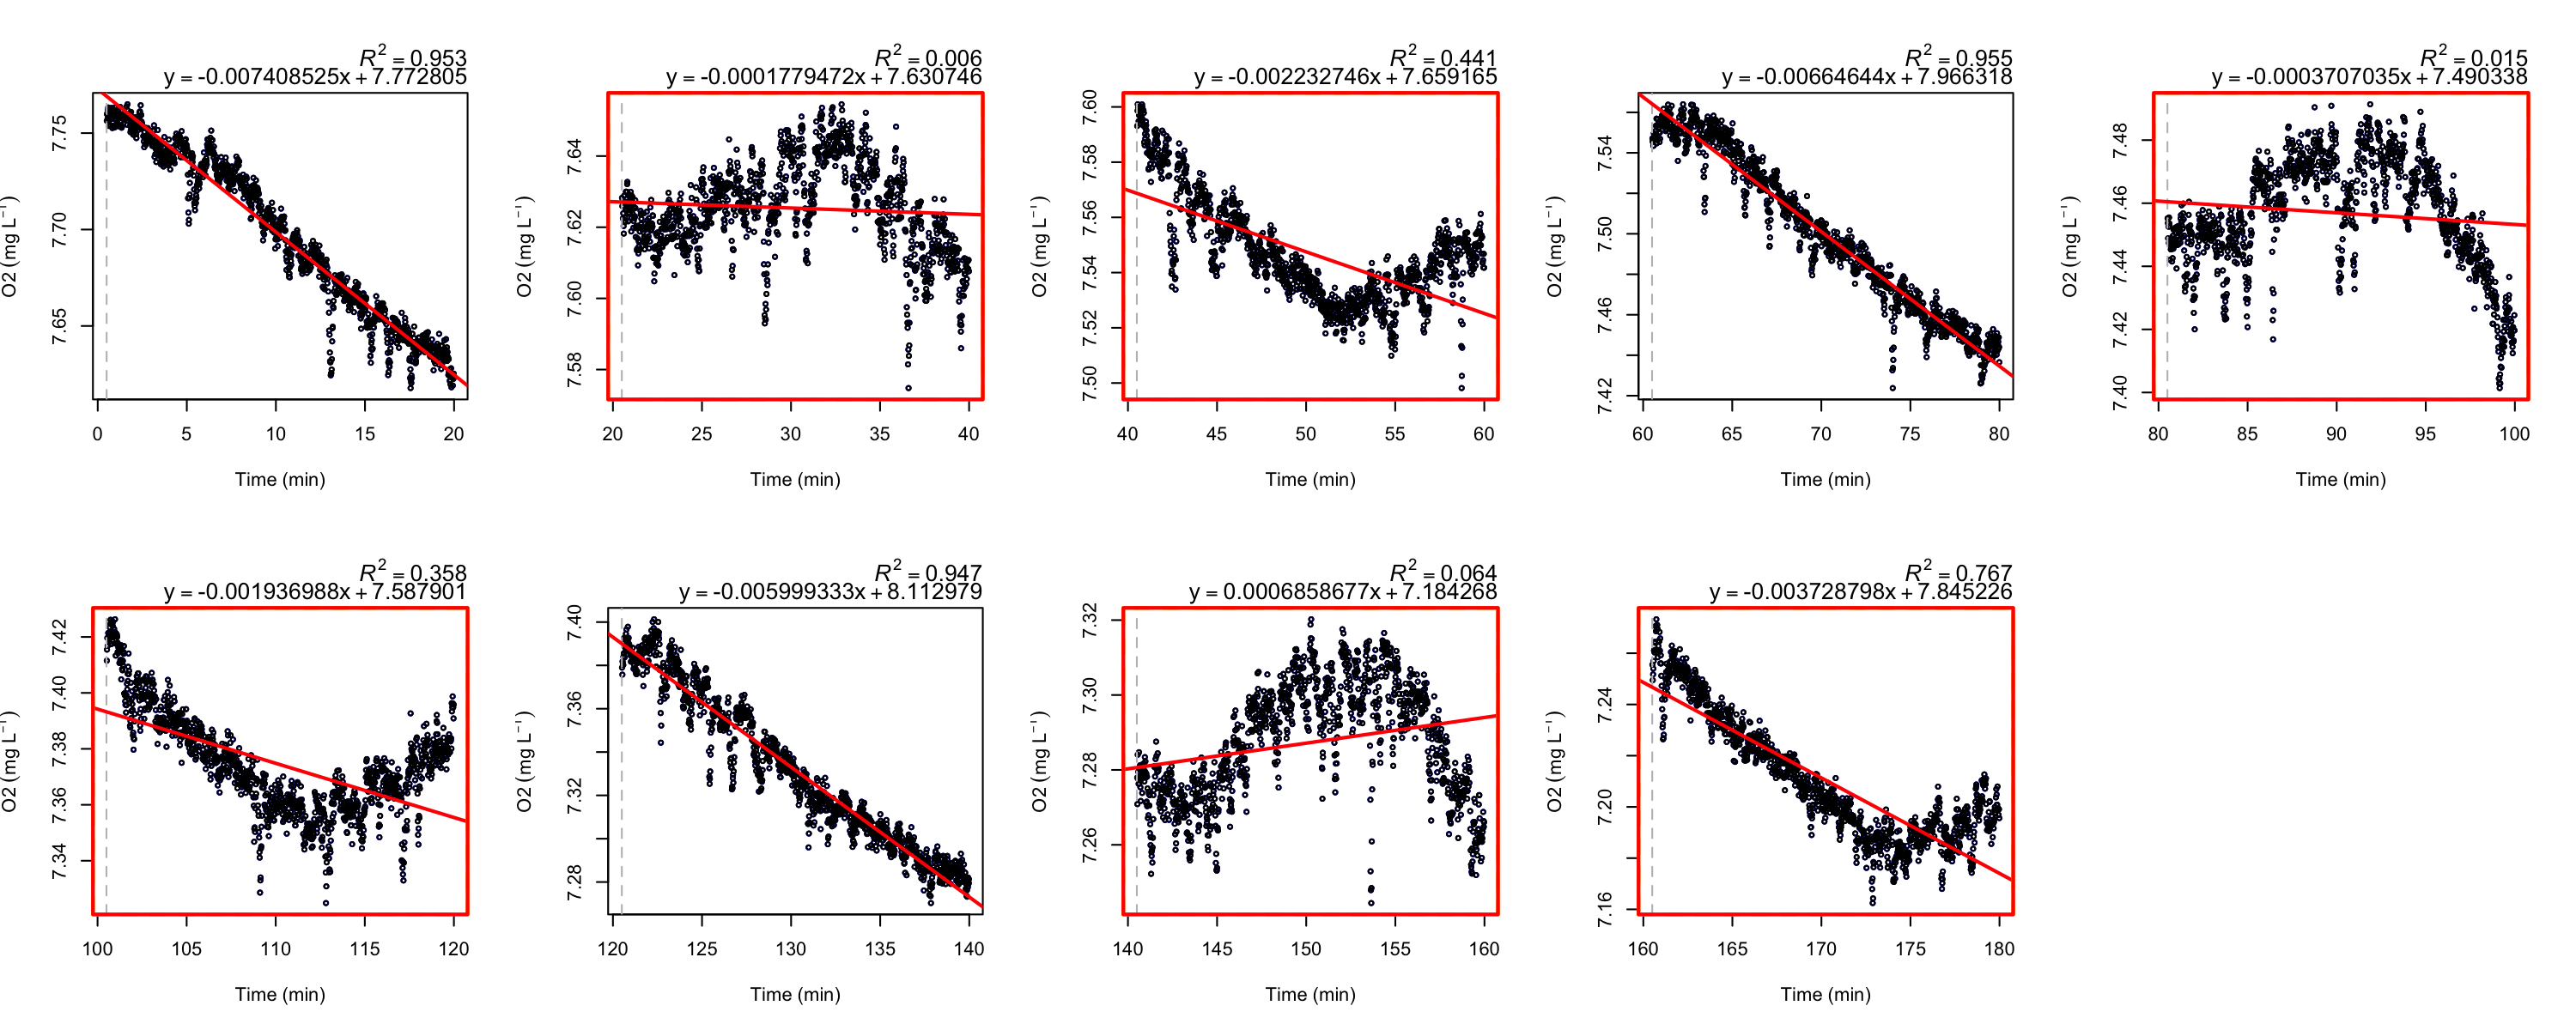 R² = 0.953
y = -0.007408525x + 7.772805
O2 (mg L⁻¹)
7.75
7.70
7.65
0 5 10 15 20
Time (min)
R² = 0.006
y = -0.0001779472x + 7.630746
O2 (mg L⁻¹)
7.64
7.62
7.60
7.58
20 25 30 35 40
Time (min)
R² = 0.441
y = -0.002232746x + 7.659165
O2 (mg L⁻¹)
7.60
7.58
7.56
7.54
7.52
7.50
40 45 50 55 60
Time (min)
R² = 0.955
y = -0.00664644x + 7.966318
O2 (mg L⁻¹)
7.54
7.50
7.46
7.42
60 65 70 75 80
Time (min)
R² = 0.015
y = -0.0003707035x + 7.490338
O2 (mg L⁻¹)
7.48
7.46
7.44
7.42
7.40
80 85 90 95 100
Time (min)
R² = 0.358
y = -0.001936988x + 7.587901
O2 (mg L⁻¹)
7.42
7.40
7.38
7.36
7.34
100 105 110 115 120
Time (min)
R² = 0.947
y = -0.005999333x + 8.112979
O2 (mg L⁻¹)
7.40
7.36
7.32
7.28
120 125 130 135 140
Time (min)
R² = 0.064
y = 0.0006858677x + 7.184268
O2 (mg L⁻¹)
7.32
7.30
7.28
7.26
140 145 150 155 160
Time (min)
R² = 0.767
y = -0.003728798x + 7.845226
O2 (mg L⁻¹)
7.24
7.20
7.16
160 165 170 175 180
Time (min)